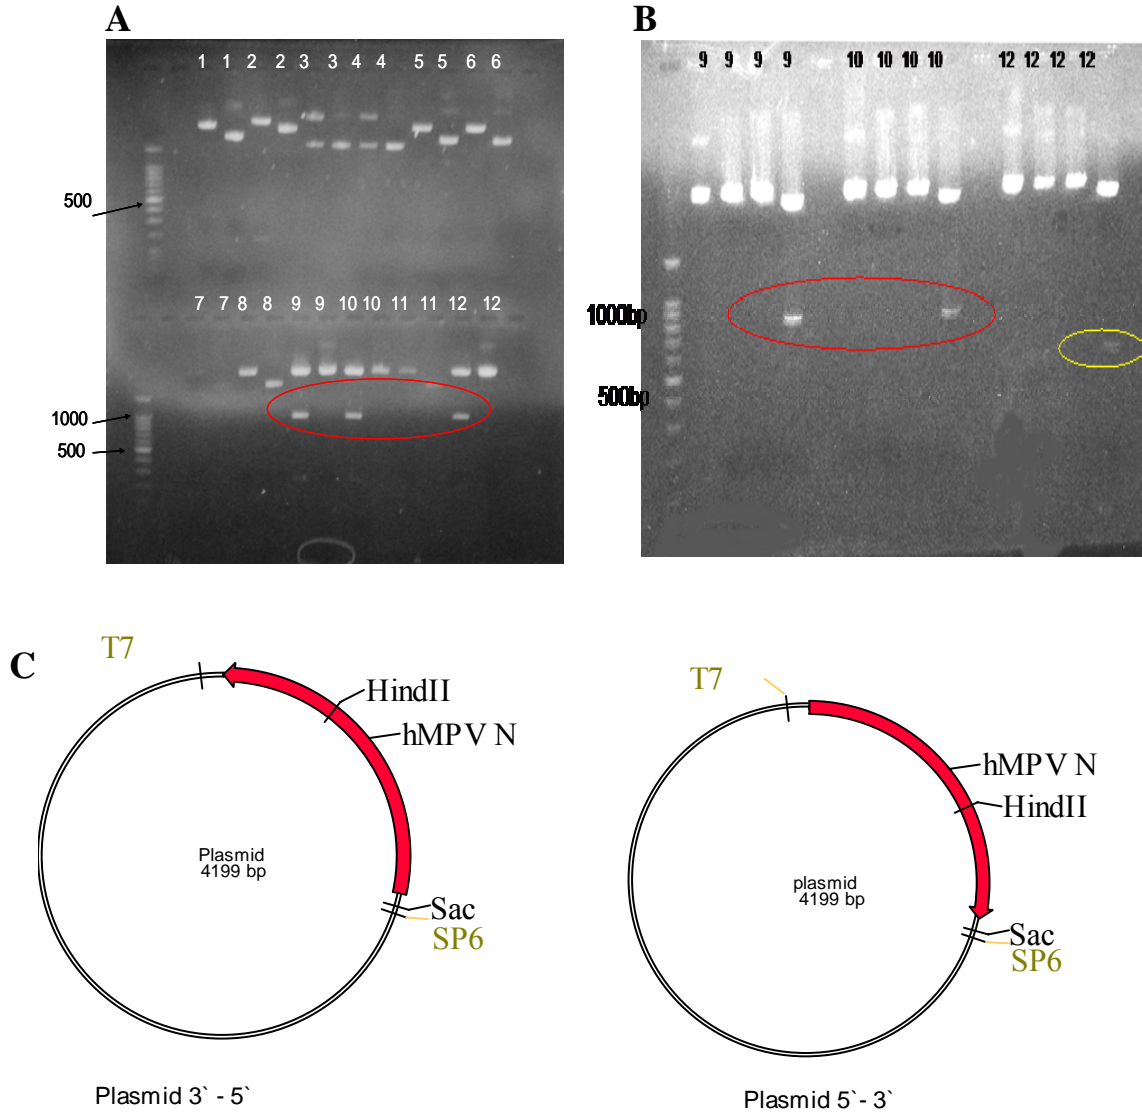 A
1 1 2 2 3 3 4 4 5 5 6 6
500
7 7 8 8 9 9 10 10 11 11 12 12
1000
500
B
9 9 9 9 10 10 10 10 12 12 12 12
1000bp
500bp
C
T7
HindII
hMPV N
Plasmid
4199 bp
Sac
SP6
Plasmid 3` - 5`
T7
hMPV N
HindII
plasmid
4199 bp
Sac
SP6
Plasmid 5`- 3`